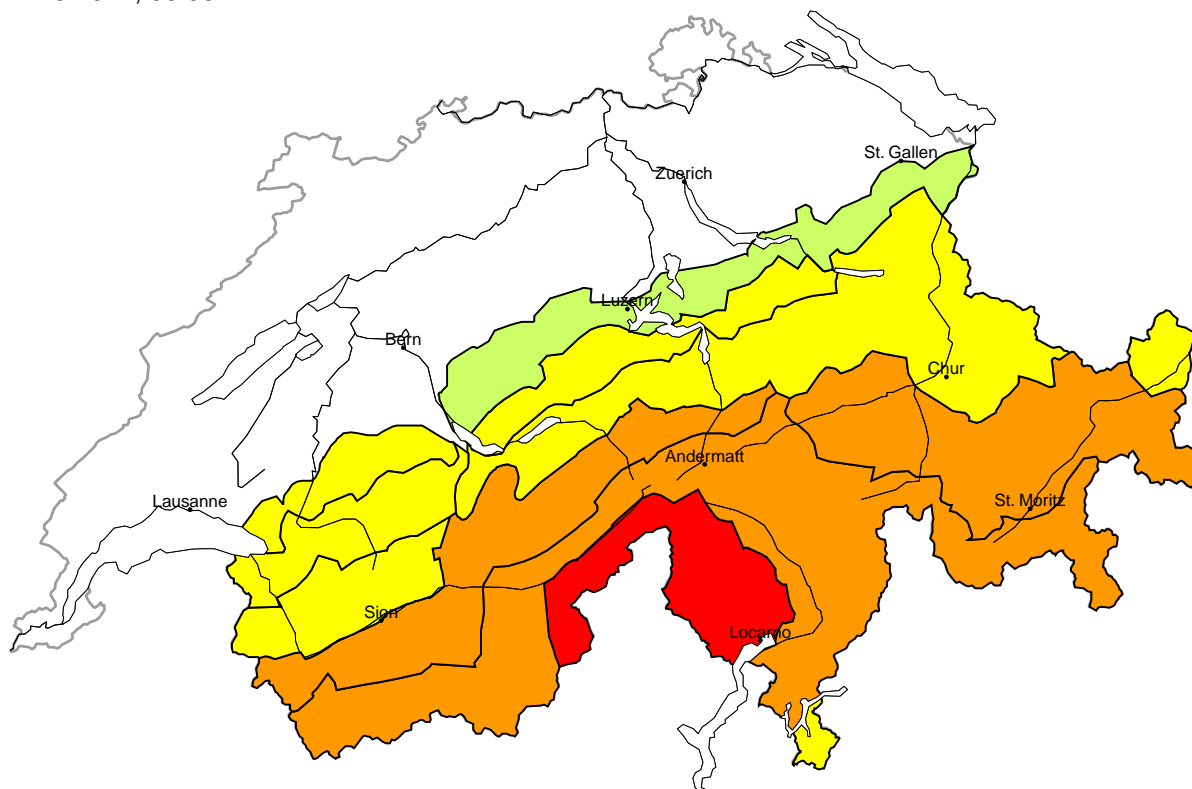 St. Gallen
Zuerich
Luzern
Bern
Chur
Andermatt
Lausanne
St. Moritz
Sion
Locarno